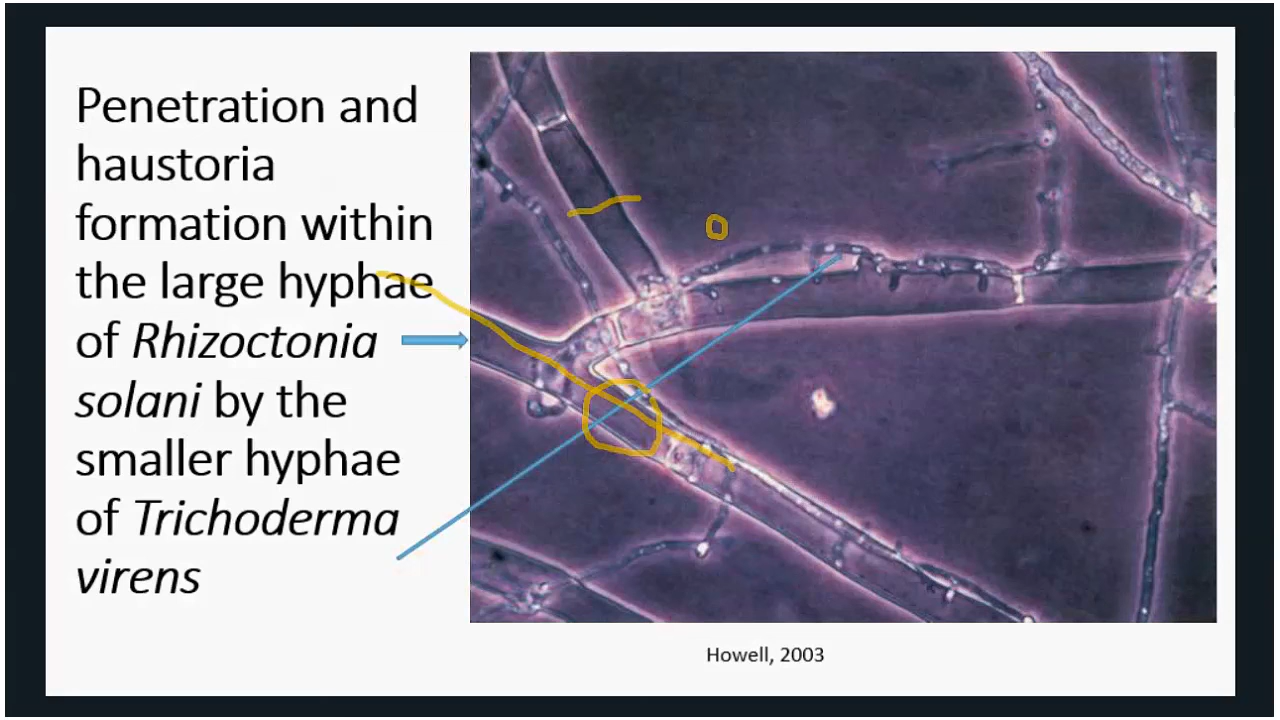 Penetration and
haustoria
formation within
the large hyphae
of Rhizoctonia
solani by the
smaller hyphae
of Trichoderma
virens
Howell, 2003